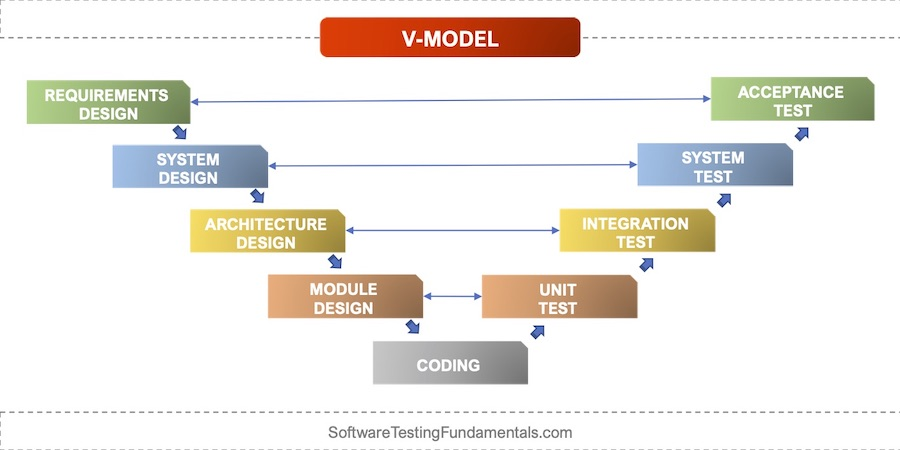 V-MODEL
REQUIREMENTS
DESIGN
ACCEPTANCE
TEST
SYSTEM
DESIGN
SYSTEM
TEST
ARCHITECTURE
DESIGN
INTEGRATION
TEST
MODULE
DESIGN
UNIT
TEST
CODING
SoftwareTestingFundamentals.com